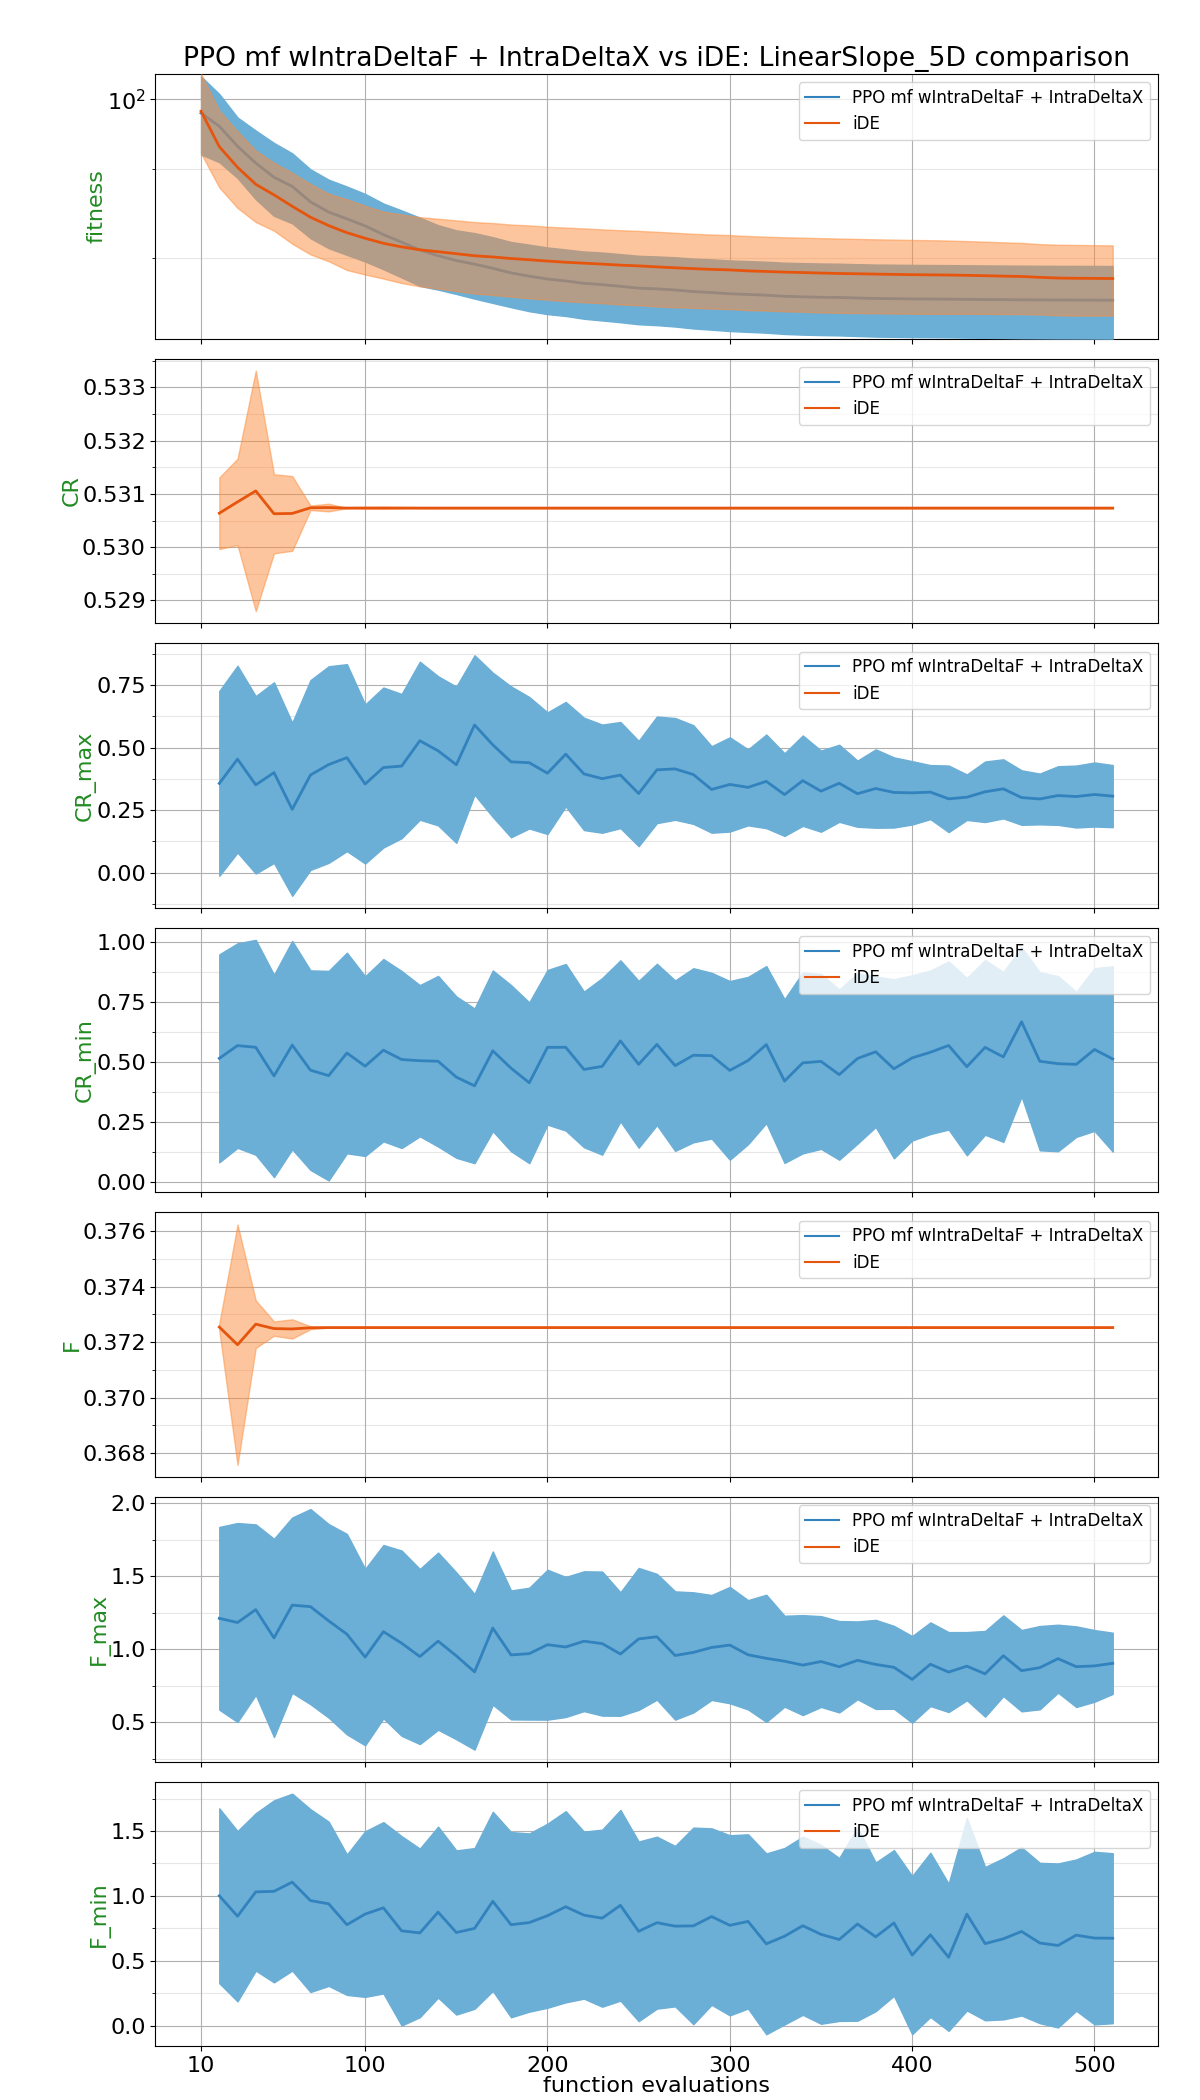 PPO mf wIntraDeltaF + IntraDeltaX vs iDE: LinearSlope_5D comparison
10²
fitness
PPO mf wIntraDeltaF + IntraDeltaX
iDE
0.533
0.532
0.531
0.530
0.529
CR
PPO mf wIntraDeltaF + IntraDeltaX
iDE
0.75
0.50
0.25
0.00
CR_max
PPO mf wIntraDeltaF + IntraDeltaX
iDE
1.00
0.75
0.50
0.25
0.00
CR_min
PPO mf wIntraDeltaF + IntraDeltaX
iDE
0.376
0.374
0.372
0.370
0.368
F
PPO mf wIntraDeltaF + IntraDeltaX
iDE
2.0
1.5
1.0
0.5
F_max
PPO mf wIntraDeltaF + IntraDeltaX
iDE
1.5
1.0
0.5
0.0
F_min
PPO mf wIntraDeltaF + IntraDeltaX
iDE
10 100 200 300 400 500
function evaluations